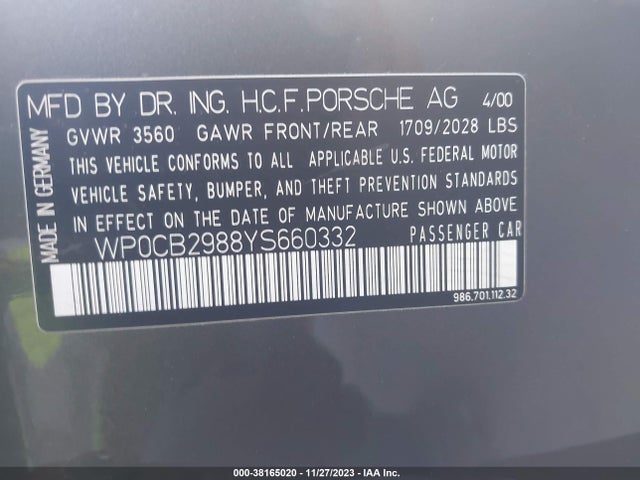 MFD BY DR. ING. H.C.F. PORSCHE AG 4/00
GVWR 3560 GAWR FRONT/REAR 1709/2028 LBS
THIS VEHICLE CONFORMS TO ALL APPLICABLE U.S. FEDERAL MOTOR
VEHICLE SAFETY, BUMPER, AND THEFT PREVENTION STANDARDS
IN EFFECT ON THE DATE OF MANUFACTURE SHOWN ABOVE
WP0CB2988YS660332 PASSENGER CAR
986.701.112.32
MADE IN GERMANY
000-38165020 - 11/27/2023 - IAA Inc.